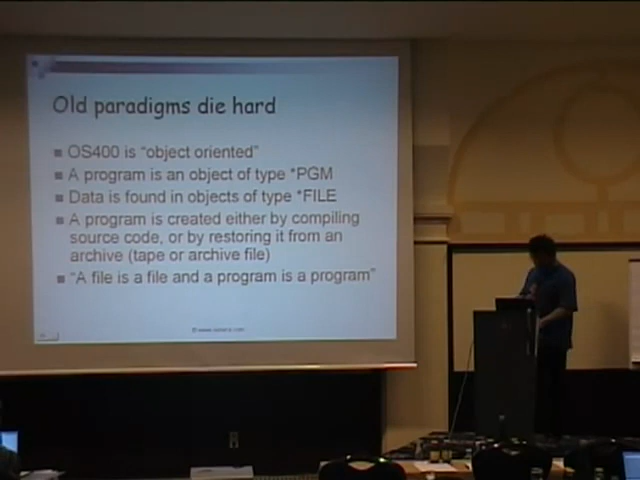 Old paradigms die hard
OS400 is "object oriented"
A program is an object of type *PGM
Data is found in objects of type *FILE
A program is created either by compiling
source code, or by restoring it from an
archive (tape or archive file)
"A file is a file and a program is a program"